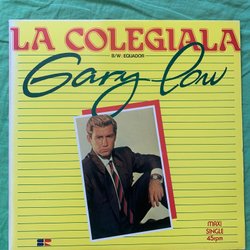 LA COLEGIALA
B/W EQUADOR
Gary Low
MAXI
SINGLE
45rpm